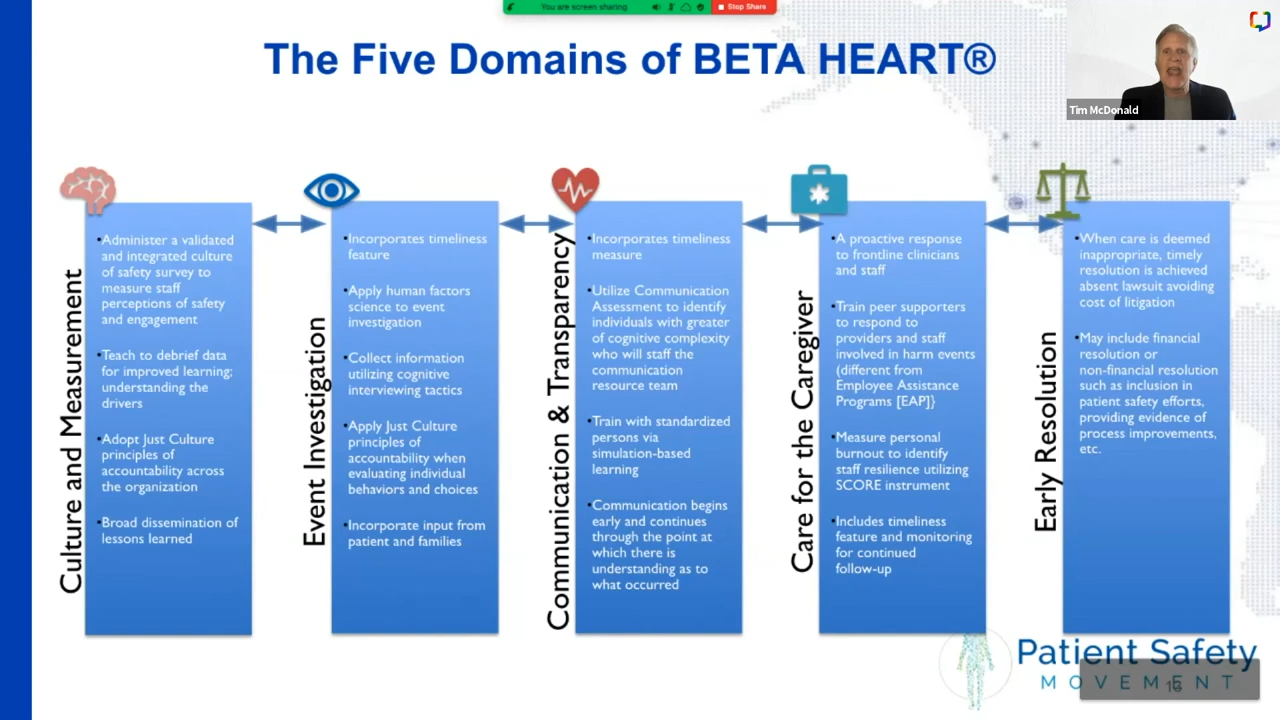 You are screen sharing
Stop Share
The Five Domains of BETA HEART®
Tim McDonald
Culture and Measurement
•Administer a validated
and integrated culture
of safety survey to
measure staff
perceptions of safety
and engagement
•Teach to debrief data
for improved learning;
understanding the
drivers
•Adopt Just Culture
principles of
accountability across
the organization
•Broad dissemination of
lessons learned
Event Investigation
•Incorporates timeliness
feature
•Apply human factors
science to event
investigation
•Collect information
utilizing cognitive
interviewing tactics
•Apply Just Culture
principles of
accountability when
evaluating individual
behaviors and choices
•Incorporate input from
patient and families
Communication & Transparency
•Incorporates timeliness
measure
•Utilize Communication
Assessment to identify
individuals with greater
of cognitive complexity
who will staff the
communication
resource team
•Train with standardized
persons via
simulation-based
learning
•Communication begins
early and continues
through the point at
which there is
understanding as to
what occurred
Care for the Caregiver
•A proactive response
to frontline clinicians
and staff
•Train peer supporters
to respond to
providers and staff
involved in harm events
(different from
Employee Assistance
Programs [EAP]}
•Measure personal
burnout to identify
staff resilience utilizing
SCORE instrument
•Includes timeliness
feature and monitoring
for continued
follow-up
Early Resolution
•When care is deemed
inappropriate, timely
resolution is achieved
absent lawsuit avoiding
cost of litigation
•May include financial
resolution or
non-financial resolution
such as inclusion in
patient safety efforts,
providing evidence of
process improvements,
etc.
Patient Safety
MOVEMENT